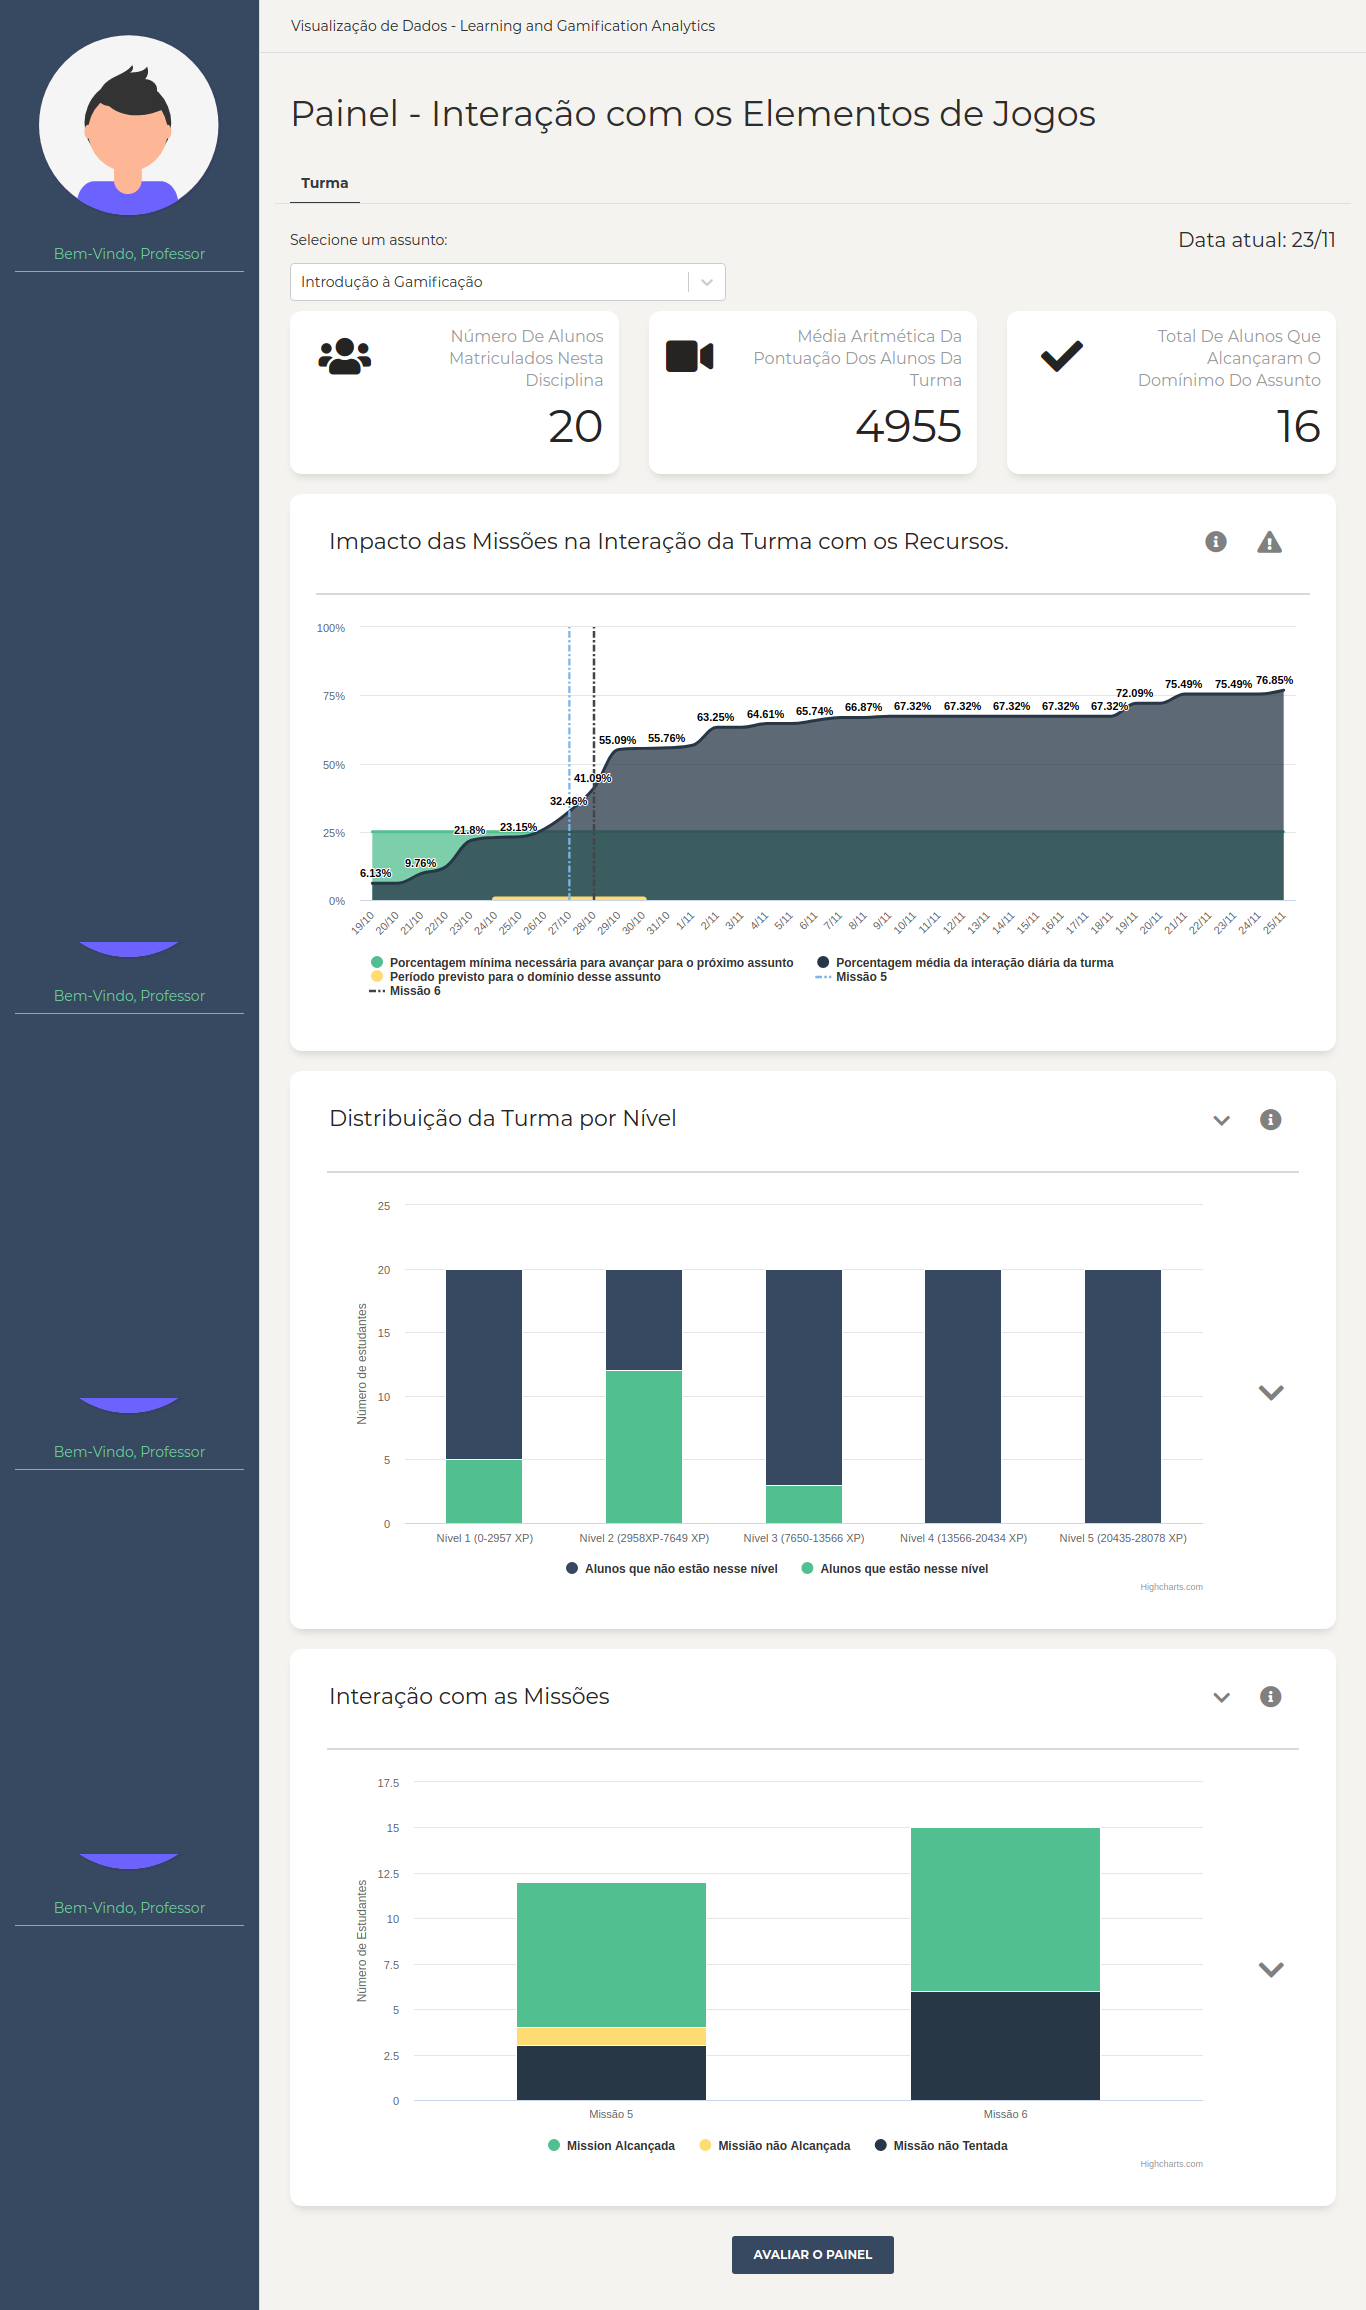 Visualização de Dados - Learning and Gamification Analytics
Painel - Interação com os Elementos de Jogos
Turma
Bem-Vindo, Professor
Selecione um assunto:
Data atual: 23/11
Introdução à Gamificação
Número De Alunos
Matriculados Nesta
Disciplina
20
Média Aritmética Da
Pontuação Dos Alunos Da
Turma
4955
Total De Alunos Que
Alcançaram O
Domínimo Do Assunto
16
Impacto das Missões na Interação da Turma com os Recursos.
100%
75%
50%
25%
0%
6.13%
9.76%
21.8%
23.15%
32.46%
41.09%
55.09%
55.76%
63.25%
64.61%
65.74%
66.87%
67.32%
67.32%
67.32%
67.32%
67.32%
72.09%
75.49%
75.49%
76.85%
19/10
20/10
21/10
22/10
23/10
24/10
25/10
26/10
27/10
28/10
29/10
30/10
31/10
1/11
2/11
3/11
4/11
5/11
6/11
7/11
8/11
9/11
10/11
11/11
12/11
13/11
14/11
15/11
16/11
17/11
18/11
19/11
20/11
21/11
22/11
23/11
24/11
25/11
Porcentagem mínima necessária para avançar para o próximo assunto
Porcentagem média da interação diária da turma
Período previsto para o domínio desse assunto
Missão 5
Missão 6
Bem-Vindo, Professor
Distribuição da Turma por Nível
Número de estudantes
25
20
15
10
5
0
Nível 1 (0-2957 XP)
Nível 2 (2958XP-7649 XP)
Nível 3 (7650-13566 XP)
Nível 4 (13566-20434 XP)
Nível 5 (20435-28078 XP)
Alunos que não estão nesse nível
Alunos que estão nesse nível
Highcharts.com
Bem-Vindo, Professor
Interação com as Missões
Número de Estudantes
17.5
15
12.5
10
7.5
5
2.5
0
Missão 5
Missão 6
Mission Alcançada
Missião não Alcançada
Missão não Tentada
Highcharts.com
Bem-Vindo, Professor
AVALIAR O PAINEL